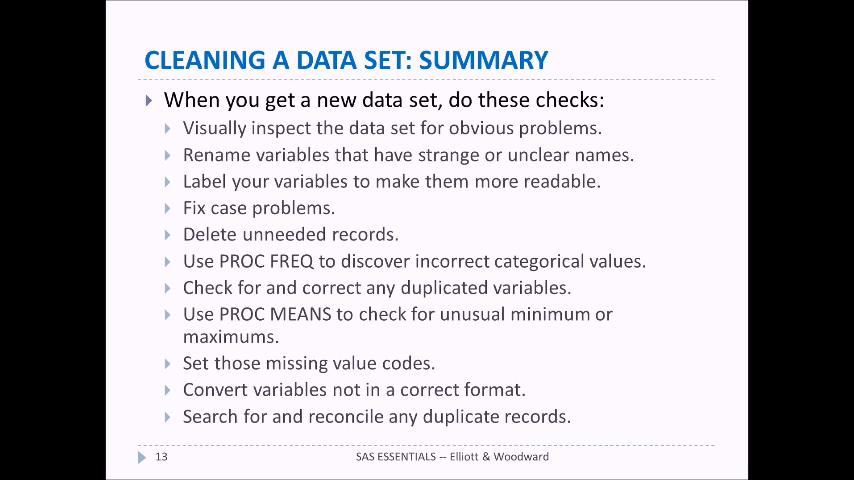 CLEANING A DATA SET: SUMMARY
When you get a new data set, do these checks:
Visually inspect the data set for obvious problems.
Rename variables that have strange or unclear names.
Label your variables to make them more readable.
Fix case problems.
Delete unneeded records.
Use PROC FREQ to discover incorrect categorical values.
Check for and correct any duplicated variables.
Use PROC MEANS to check for unusual minimum or
maximums.
Set those missing value codes.
Convert variables not in a correct format.
Search for and reconcile any duplicate records.
13
SAS ESSENTIALS -- Elliott & Woodward